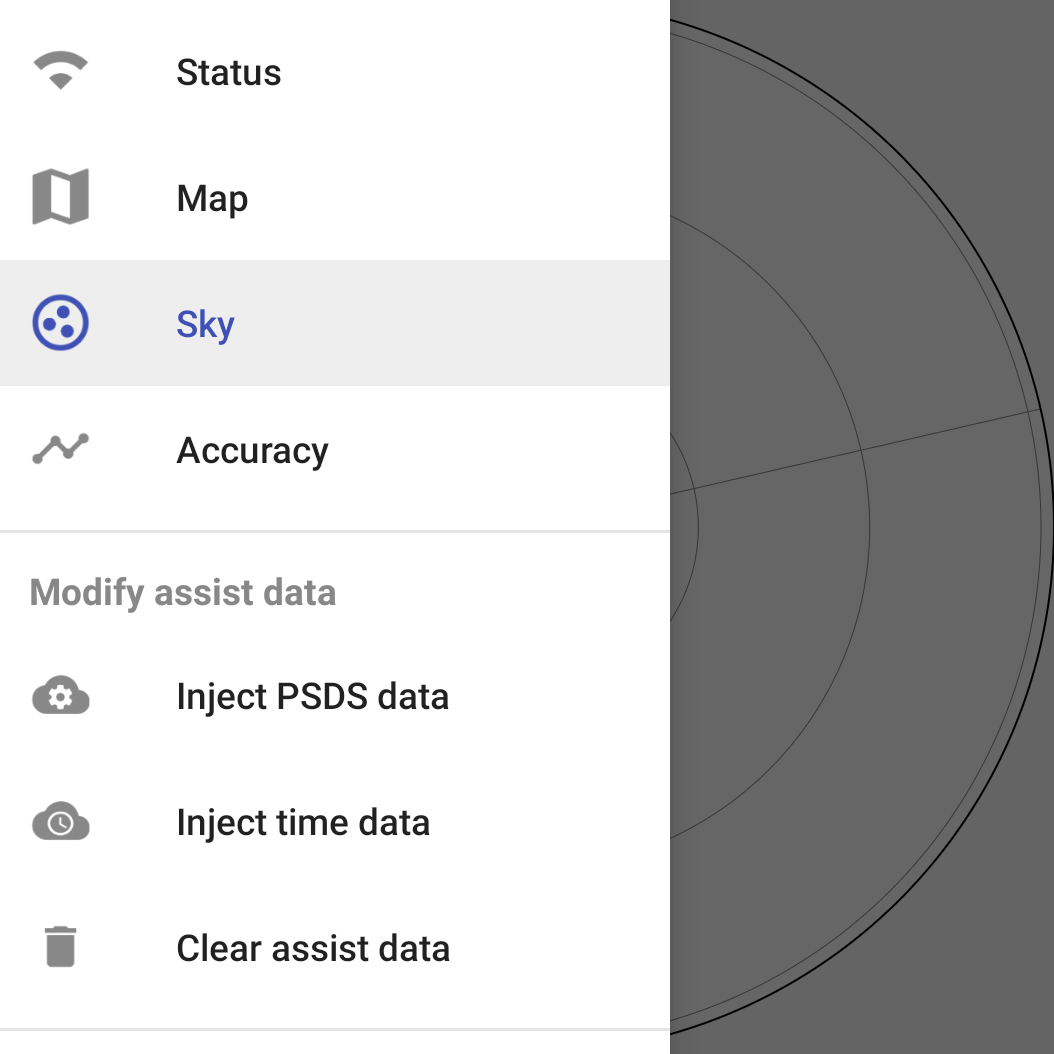 Status
Map
Sky
Accuracy
Modify assist data
Inject PSDS data
Inject time data
Clear assist data